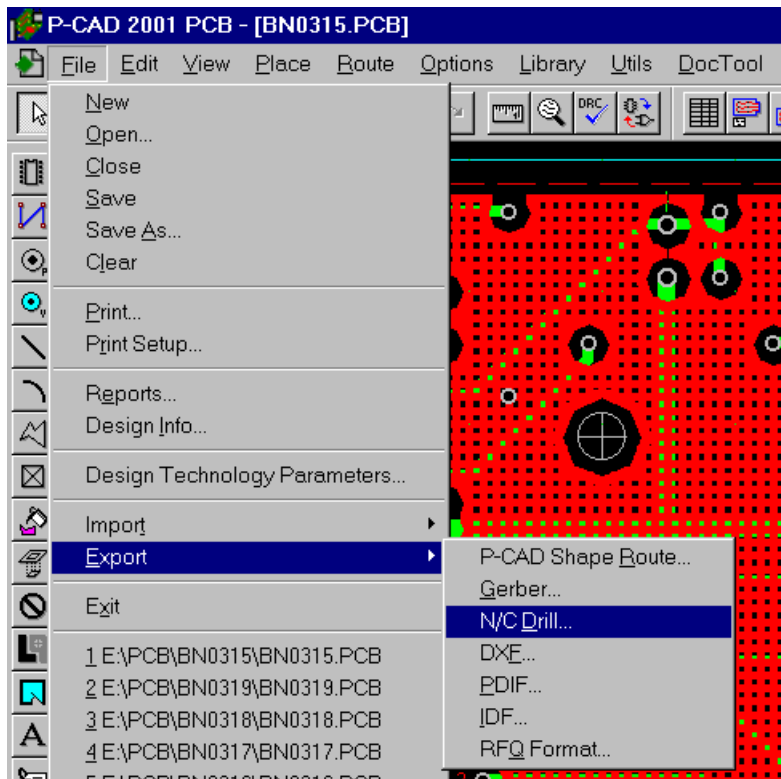 P-CAD 2001 PCB - [BN0315.PCB]
File Edit View Place Route Options Library Utils DocTool
DRC
New
Open...
Close
Save
Save As...
Clear
Print...
Print Setup...
Reports...
Design Info...
Design Technology Parameters...
Import
Export
Exit
1 E:\PCB\BN0315\BN0315.PCB
2 E:\PCB\BN0319\BN0319.PCB
3 E:\PCB\BN0318\BN0318.PCB
4 E:\PCB\BN0317\BN0317.PCB
P-CAD Shape Route...
Gerber...
N/C Drill...
DXF...
PDIF...
IDF...
RFQ Format...
P
V
A